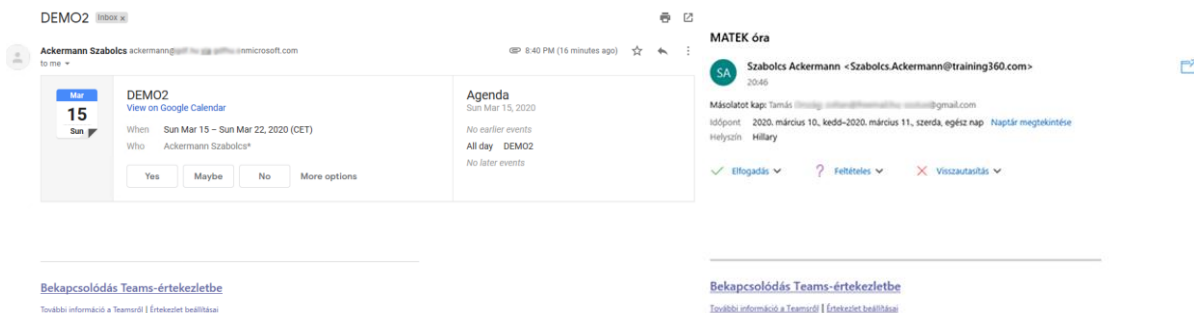 DEMO2 Inbox x
Ackermann Szabolcs ackermann@ onmicrosoft.com
8:40 PM (16 minutes ago)
to me
Mar
15
Sun
DEMO2
View on Google Calendar
When Sun Mar 15 – Sun Mar 22, 2020 (CET)
Who Ackermann Szabolcs*
Yes Maybe No More options
Agenda
Sun Mar 15, 2020
No earlier events
All day DEMO2
No later events
Bekapcsolódás Teams-értekezletbe
További információ a Teamsről | Értekezlet beállításai
MATEK óra
SA
Szabolcs Ackermann <Szabolcs.Ackermann@training360.com>
20:46
Másolatot kap: Tamás @gmail.com
Időpont 2020. március 10., kedd–2020. március 11., szerda, egész nap Naptár megtekintése
Helyszín Hillary
Elfogadás ? Feltételes Visszautasítás
Bekapcsolódás Teams-értekezletbe
További információ a Teamsről | Értekezlet beállításai